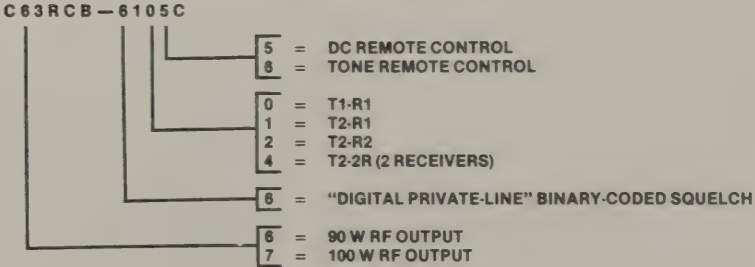 C63RCB-6105C
5 = DC REMOTE CONTROL
6 = TONE REMOTE CONTROL
0 = T1-R1
1 = T2-R1
2 = T2-R2
4 = T2-2R (2 RECEIVERS)
6 = "DIGITAL PRIVATE-LINE" BINARY-CODED SQUELCH
6 = 90 W RF OUTPUT
7 = 100 W RF OUTPUT